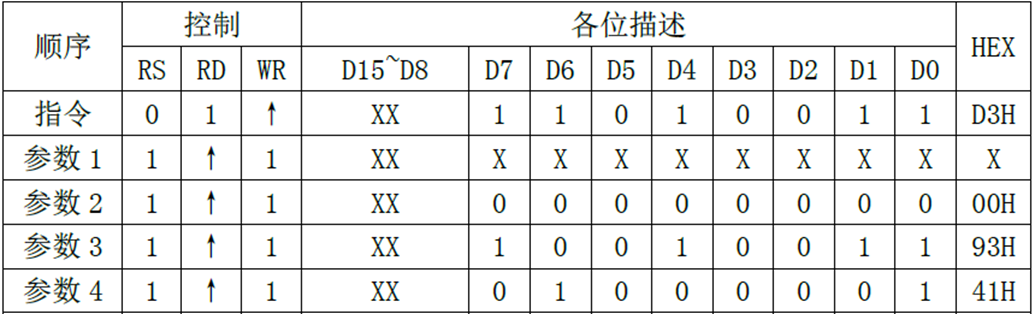 顺序 控制 各位描述 HEX
RS RD WR D15~D8 D7 D6 D5 D4 D3 D2 D1 D0
指令 0 1 ↑ XX 1 1 0 1 0 0 1 1 D3H
参数1 1 ↑ 1 XX X X X X X X X X X
参数2 1 ↑ 1 XX 0 0 0 0 0 0 0 0 00H
参数3 1 ↑ 1 XX 1 0 0 1 0 0 1 1 93H
参数4 1 ↑ 1 XX 0 1 0 0 0 0 0 1 41H